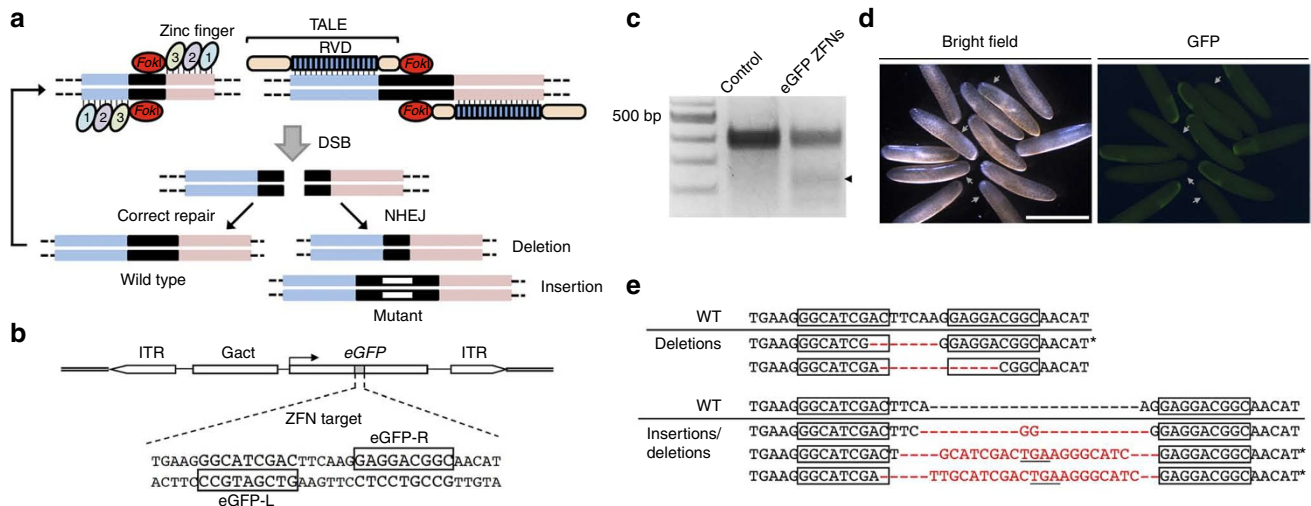 a
Zinc finger
TALE
RVD
FokI
3 2 1
FokI
FokI
1 2 3
FokI
DSB
Correct repair
NHEJ
Deletion
Wild type
Insertion
Mutant
b
ITR Gact eGFP ITR
ZFN target
eGFP-R
TGAAGGGCATCGACTTCAAGGAGGACGGCAACAT
ACTTCCCGTAGCTGAAGTTCCTCCTGCCGTTGTA
eGFP-L
c
Control
eGFP ZFNs
500 bp
d
Bright field GFP
e
WT TGAAGGGCATCGACTTCAAGGAGGACGGCAACAT
Deletions TGAAGGGCATCG-------GGAGGACGGCAACAT*
TGAAGGGCATCGA------------CGGCAACAT
WT TGAAGGGCATCGACTTCA---------------------AGGAGGACGGCAACAT
Insertions/ TGAAGGGCATCGACTTC----------GG-----------GGAGGACGGCAACAT
deletions TGAAGGGCATCGACT----GCATCGACTGAAGGGCATC---GAGGACGGCAACAT*
TGAAGGGCATCGA-----TTGCATCGACTGAAGGGCATC--GAGGACGGCAACAT*